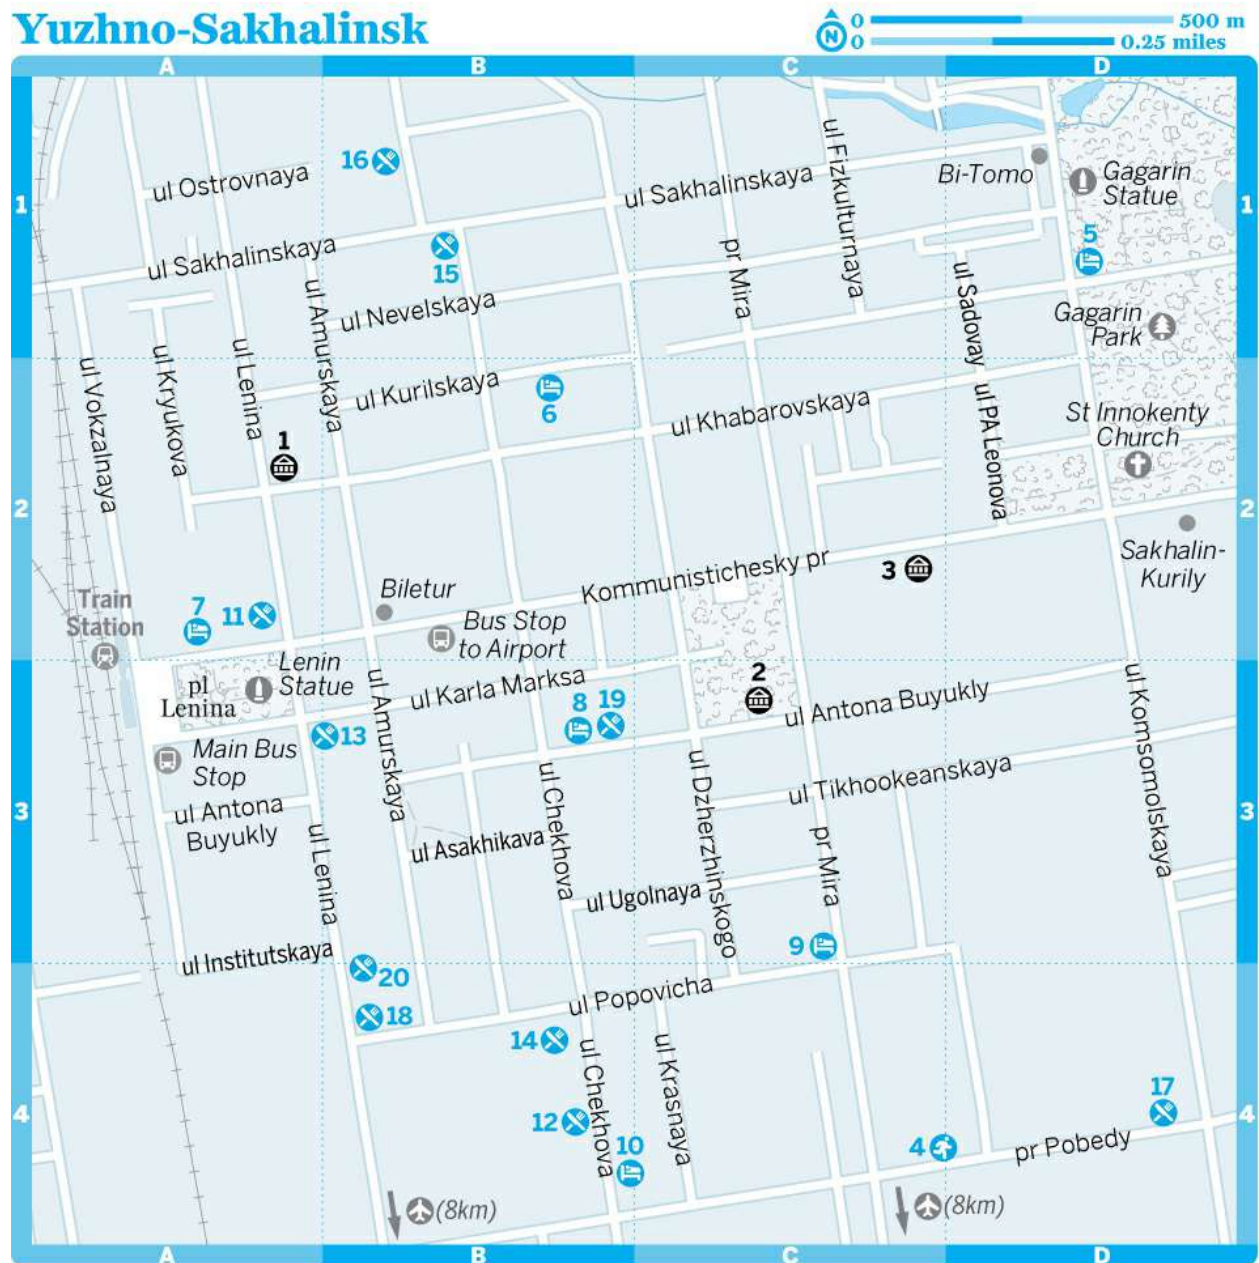 Yuzhno-Sakhalinsk
N
0
500 m
0
0.25 miles
A
B
C
D
1
16
ul Ostrovnaya
ul Sakhalinskaya
ul Fizkulturnaya
Bi-Tomo
Gagarin
Statue
1
5
ul Sakhalinskaya
15
pr Mira
ul Amurskaya
ul Nevelskaya
ul Sadovay
Gagarin
Park
ul Vokzalnaya
ul Kryukova
ul Lenina
ul Kurilskaya
6
ul Khabarovskaya
ul PA Leonova
St Innokenty
Church
1
2
2
Kommunistichesky pr
3
Sakhalin-
Kurily
Train
Station
7
11
Biletur
Bus Stop
to Airport
pl
Lenina
Lenin
Statue
ul Amurskaya
ul Karla Marksa
8
19
2
ul Antona Buyukly
ul Komsomolskaya
13
Main Bus
Stop
3
ul Antona
Buyukly
ul Lenina
ul Asakhikava
ul Chekhova
ul Dzherzhinskogo
ul Tikhookeanskaya
pr Mira
3
ul Ugolnaya
9
ul Institutskaya
20
18
ul Popovicha
14
ul Chekhova
ul Krasnaya
12
10
17
4
4
pr Pobedy
4
(8km)
(8km)
A
B
C
D